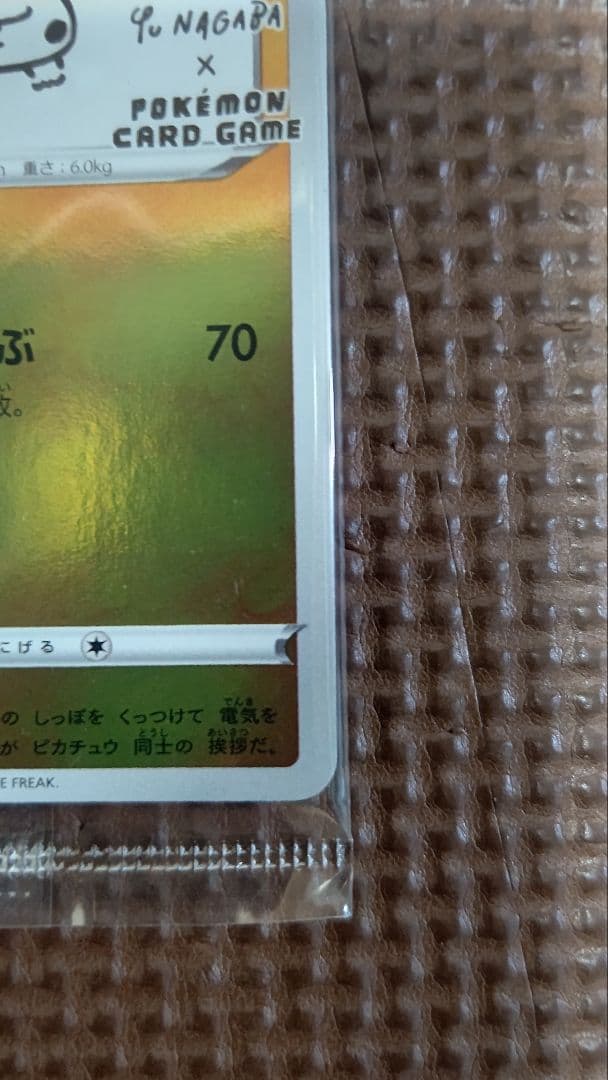 Yu NAGABA
×
POKÉMON
CARD GAME
重さ：6.0kg
ぶ 70
枚。
にげる
の しっぽを くっつけて 電気を
が ピカチュウ 同士の 挨拶だ。
E FREAK.